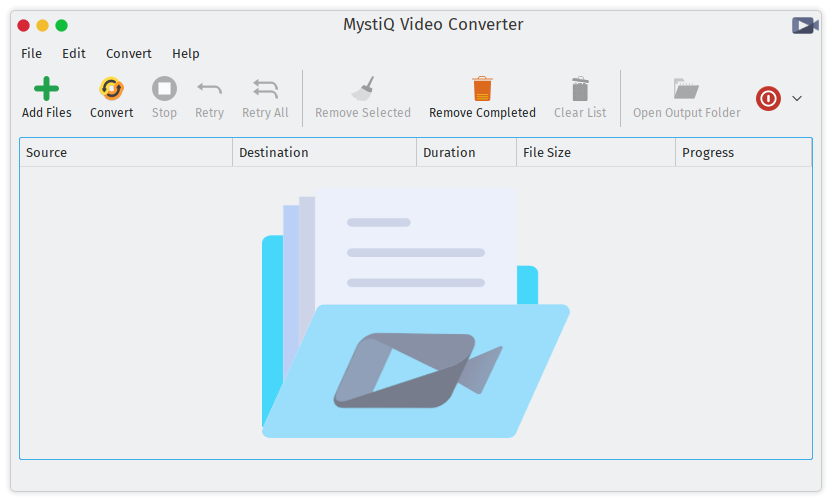 MystiQ Video Converter
File Edit Convert Help
Add Files Convert Stop Retry Retry All Remove Selected Remove Completed Clear List Open Output Folder
Source Destination Duration File Size Progress